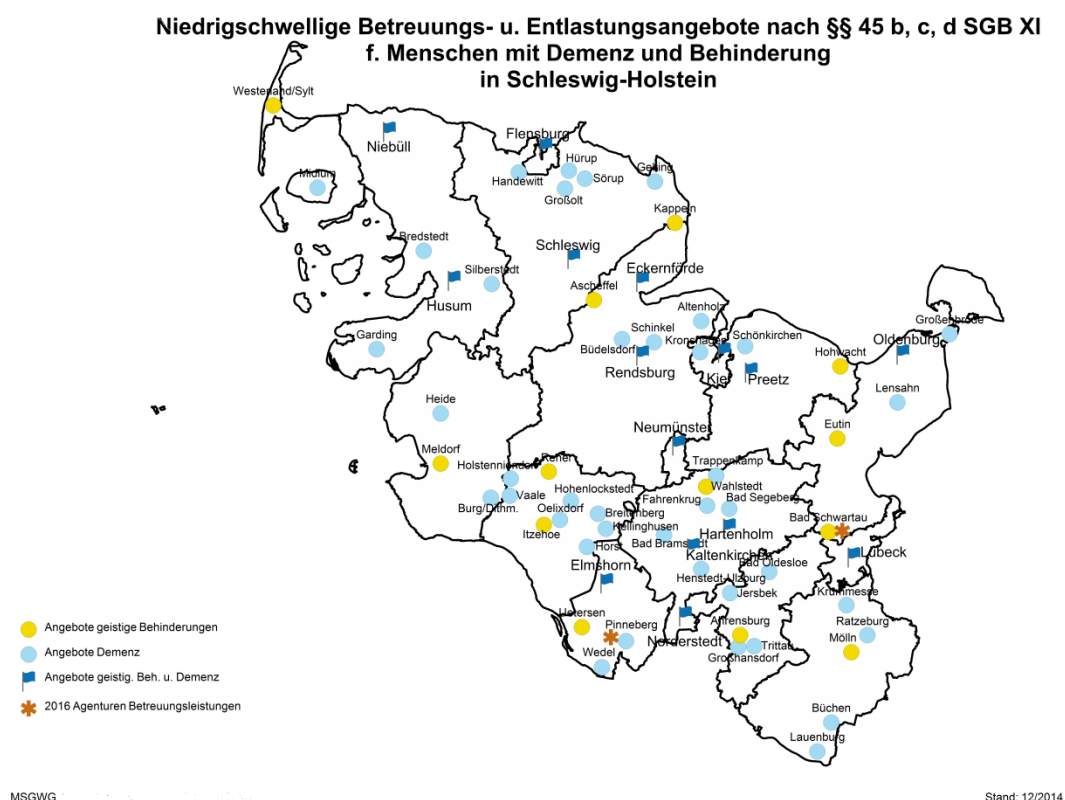 Niedrigschwellige Betreuungs- u. Entlastungsangebote nach §§ 45 b, c, d SGB XI
f. Menschen mit Demenz und Behinderung
in Schleswig-Holstein
Westerland/Sylt
Niebüll
Flensburg
Hürup
Handewitt
Sörup
Gelting
Großolt
Midlum
Kappeln
Bredstedt
Schleswig
Silberstedt
Eckernförde
Ascheffel
Husum
Altenholz
Großenbrode
Schinkel
Schönkirchen
Garding
Kronshagen
Oldenburg
Büdelsdorf
Hohwacht
Rendsburg
Kiel
Preetz
Lensahn
Heide
Eutin
Neumünster
Meldorf
Holstenniendorf
Reher
Trappenkamp
Wahlstedt
Hohenlockstedt
Fahrenkrug
Bad Segeberg
Vaale
Burg/Dithm.
Oelixdorf
Breitenberg
Bad Schwartau
Itzehoe
Kellinghusen
Hartenholm
Bad Bramstedt
Horst
Kaltenkirchen
Lübeck
Elmshorn
Bad Oldesloe
Henstedt-Ulzburg
Jersbek
Krummesse
Uetersen
Pinneberg
Ahrensburg
Ratzeburg
Norderstedt
Mölln
Trittau
Wedel
Großhansdorf
Büchen
Lauenburg
Angebote geistige Behinderungen
Angebote Demenz
Angebote geistig. Beh. u. Demenz
2016 Agenturen Betreuungsleistungen
MSGWG
Stand: 12/2014